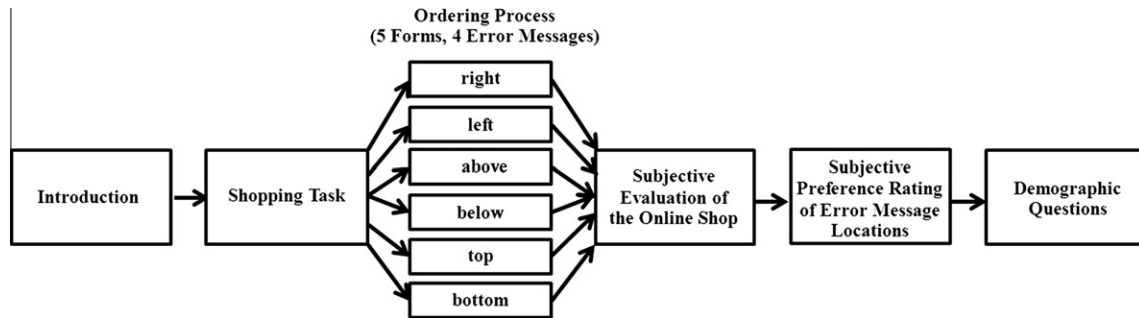 Ordering Process
(5 Forms, 4 Error Messages)
Introduction
Shopping Task
right
left
above
below
top
bottom
Subjective
Evaluation of
the Online Shop
Subjective
Preference Rating
of Error Message
Locations
Demographic
Questions